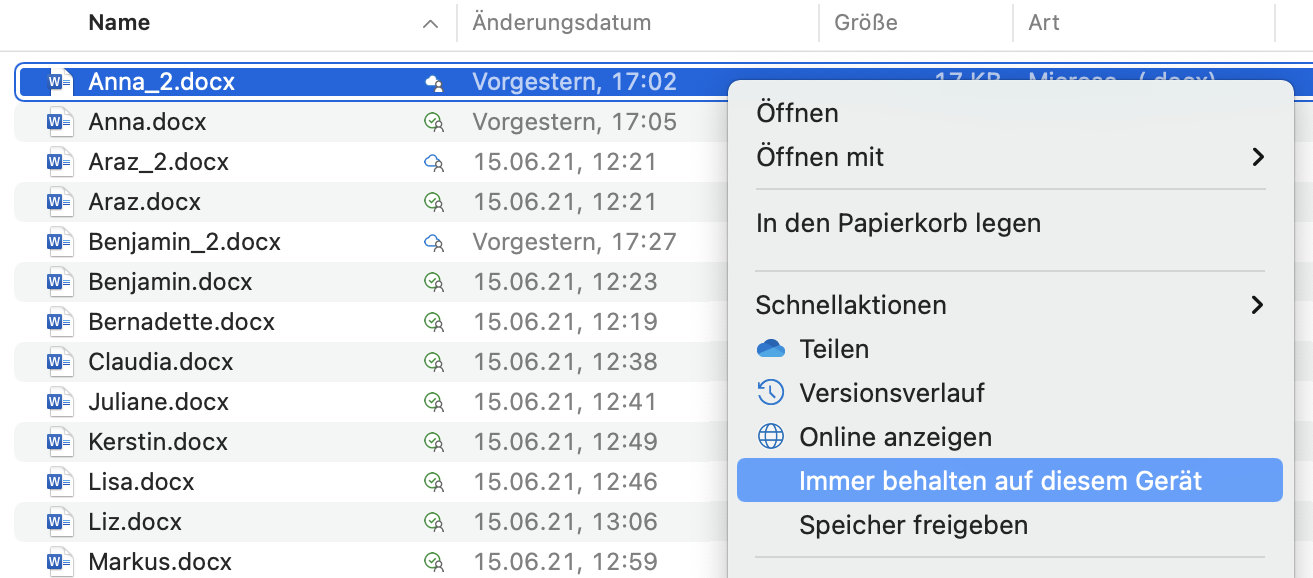 Name Änderungsdatum Größe Art
Anna_2.docx Vorgestern, 17:02 17 KB (.docx)
Anna.docx Vorgestern, 17:05
Araz_2.docx 15.06.21, 12:21
Araz.docx 15.06.21, 12:21
Benjamin_2.docx Vorgestern, 17:27
Benjamin.docx 15.06.21, 12:23
Bernadette.docx 15.06.21, 12:19
Claudia.docx 15.06.21, 12:38
Juliane.docx 15.06.21, 12:41
Kerstin.docx 15.06.21, 12:49
Lisa.docx 15.06.21, 12:46
Liz.docx 15.06.21, 13:06
Markus.docx 15.06.21, 12:59
Öffnen
Öffnen mit
In den Papierkorb legen
Schnellaktionen
Teilen
Versionsverlauf
Online anzeigen
Immer behalten auf diesem Gerät
Speicher freigeben